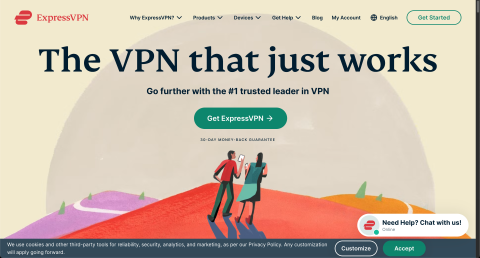 ExpressVPN
Why ExpressVPN?
Products
Devices
Get Help
Blog
My Account
English
Get Started
The VPN that just works
Go further with the #1 trusted leader in VPN
Get ExpressVPN →
30-DAY MONEY-BACK GUARANTEE
Need Help? Chat with us!
Online
We use cookies and other third-party tools for reliability, security, analytics, and marketing, as per our Privacy Policy. Any customization
will apply going forward.
Customize
Accept